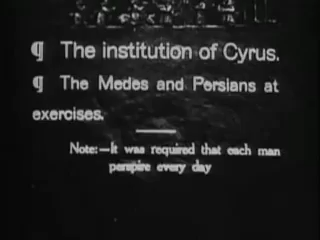 ¶ The institution of Cyrus.
¶ The Medes and Persians at
exercises.
Note:—It was required that each man
perspire every day